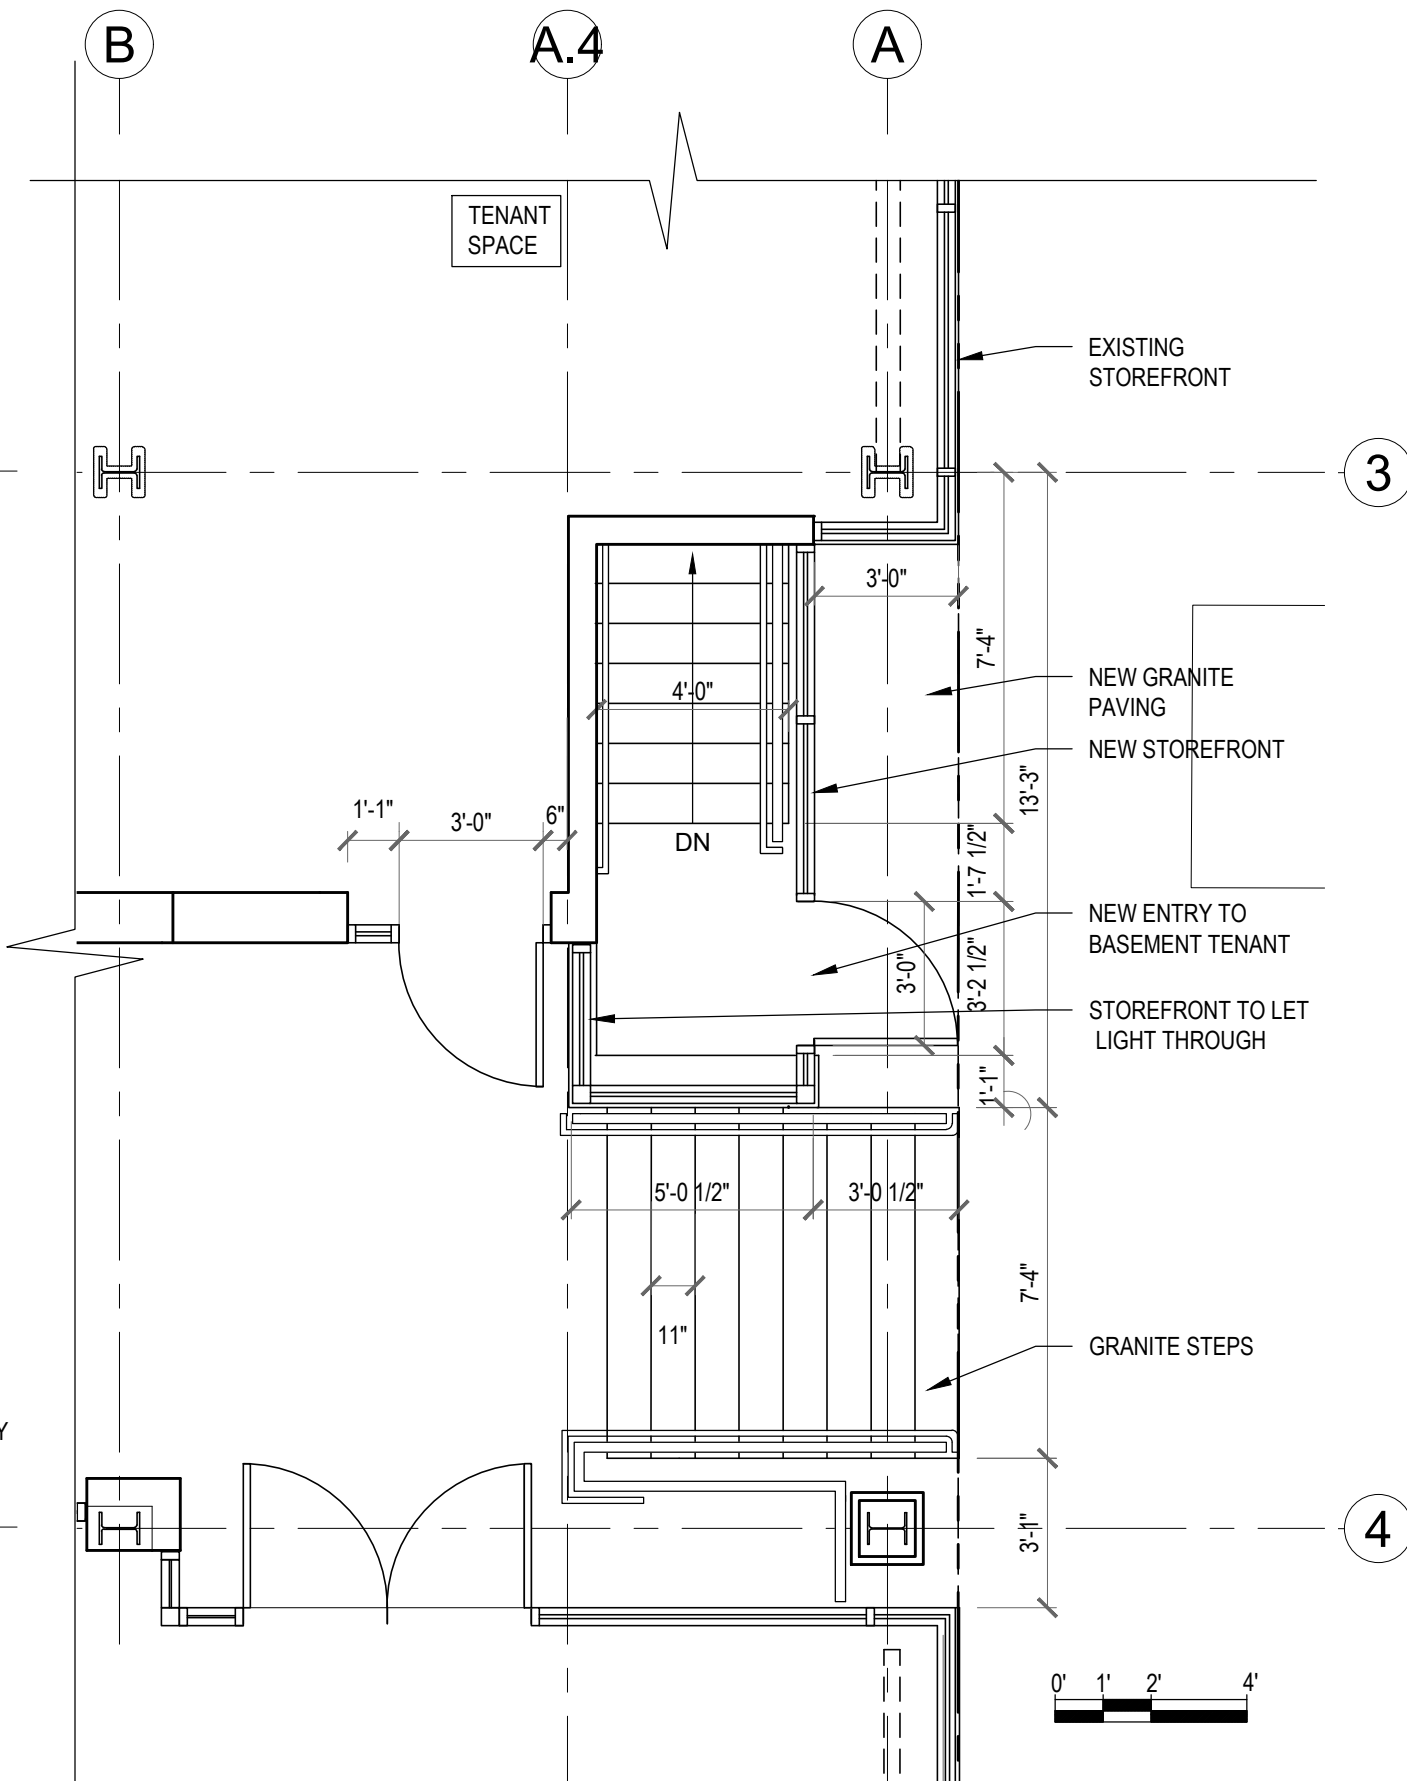 B
A.4
A
TENANT
SPACE
EXISTING
STOREFRONT
3
3'-0"
7'-4"
NEW GRANITE
PAVING
4'-0"
NEW STOREFRONT
13'-3"
1'-1"
3'-0"
6"
DN
1'-7 1/2"
NEW ENTRY TO
BASEMENT TENANT
3'-0"
3'-2 1/2"
STOREFRONT TO LET
LIGHT THROUGH
1'-1"
5'-0 1/2"
3'-0 1/2"
7'-4"
11"
GRANITE STEPS
Y
4
3'-1"
0' 1' 2' 4'